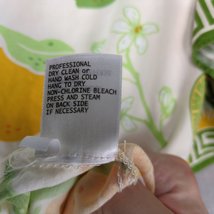 PROFESSIONAL
DRY CLEAN or
HAND WASH COLD
HANG TO DRY
NON-CHLORINE BLEACH
PRESS AND STEAM
ON BACK SIDE
IF NECESSARY